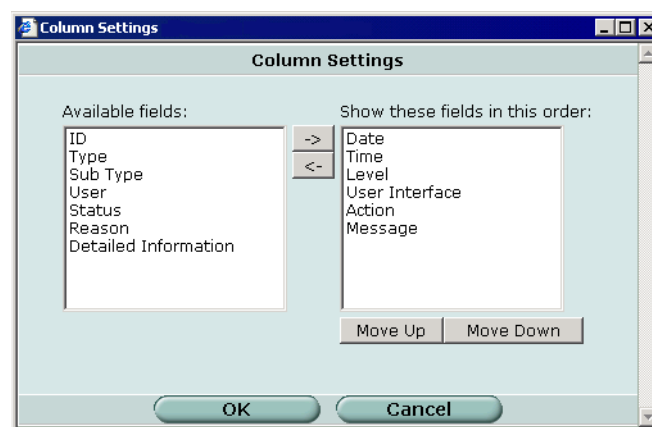 Column Settings
Column Settings
Available fields:
ID
Type
Sub Type
User
Status
Reason
Detailed Information
->
<-
Show these fields in this order:
Date
Time
Level
User Interface
Action
Message
Move Up
Move Down
OK
Cancel